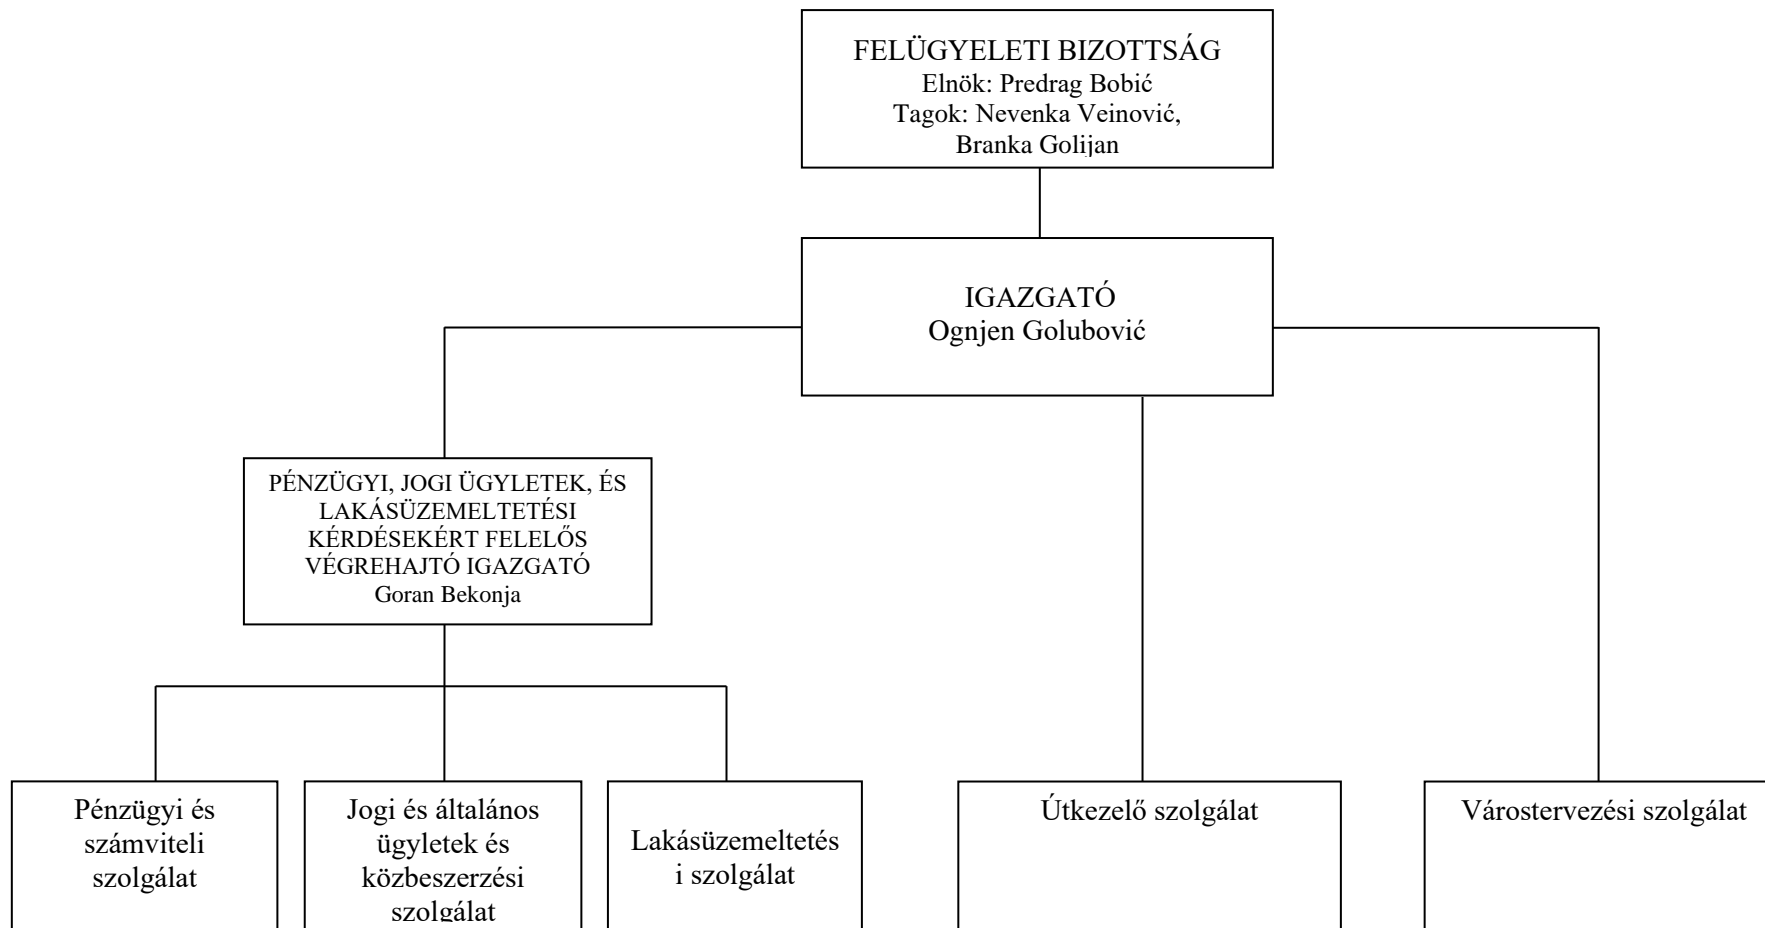 FELÜGYELETI BIZOTTSÁG
Elnök: Predrag Bobić
Tagok: Nevenka Veinović,
Branka Golijan
IGAZGATÓ
Ognjen Golubović
PÉNZÜGYI, JOGI ÜGYLETEK, ÉS
LAKÁSÜZEMELTETÉSI
KÉRDÉSEKÉRT FELELŐS
VÉGREHAJTÓ IGAZGATÓ
Goran Bekonja
Pénzügyi és
számviteli
szolgálat
Jogi és általános
ügyletek és
közbeszerzési
szolgálat
Lakásüzemeltetés
i szolgálat
Útkezelő szolgálat
Várostervezési szolgálat